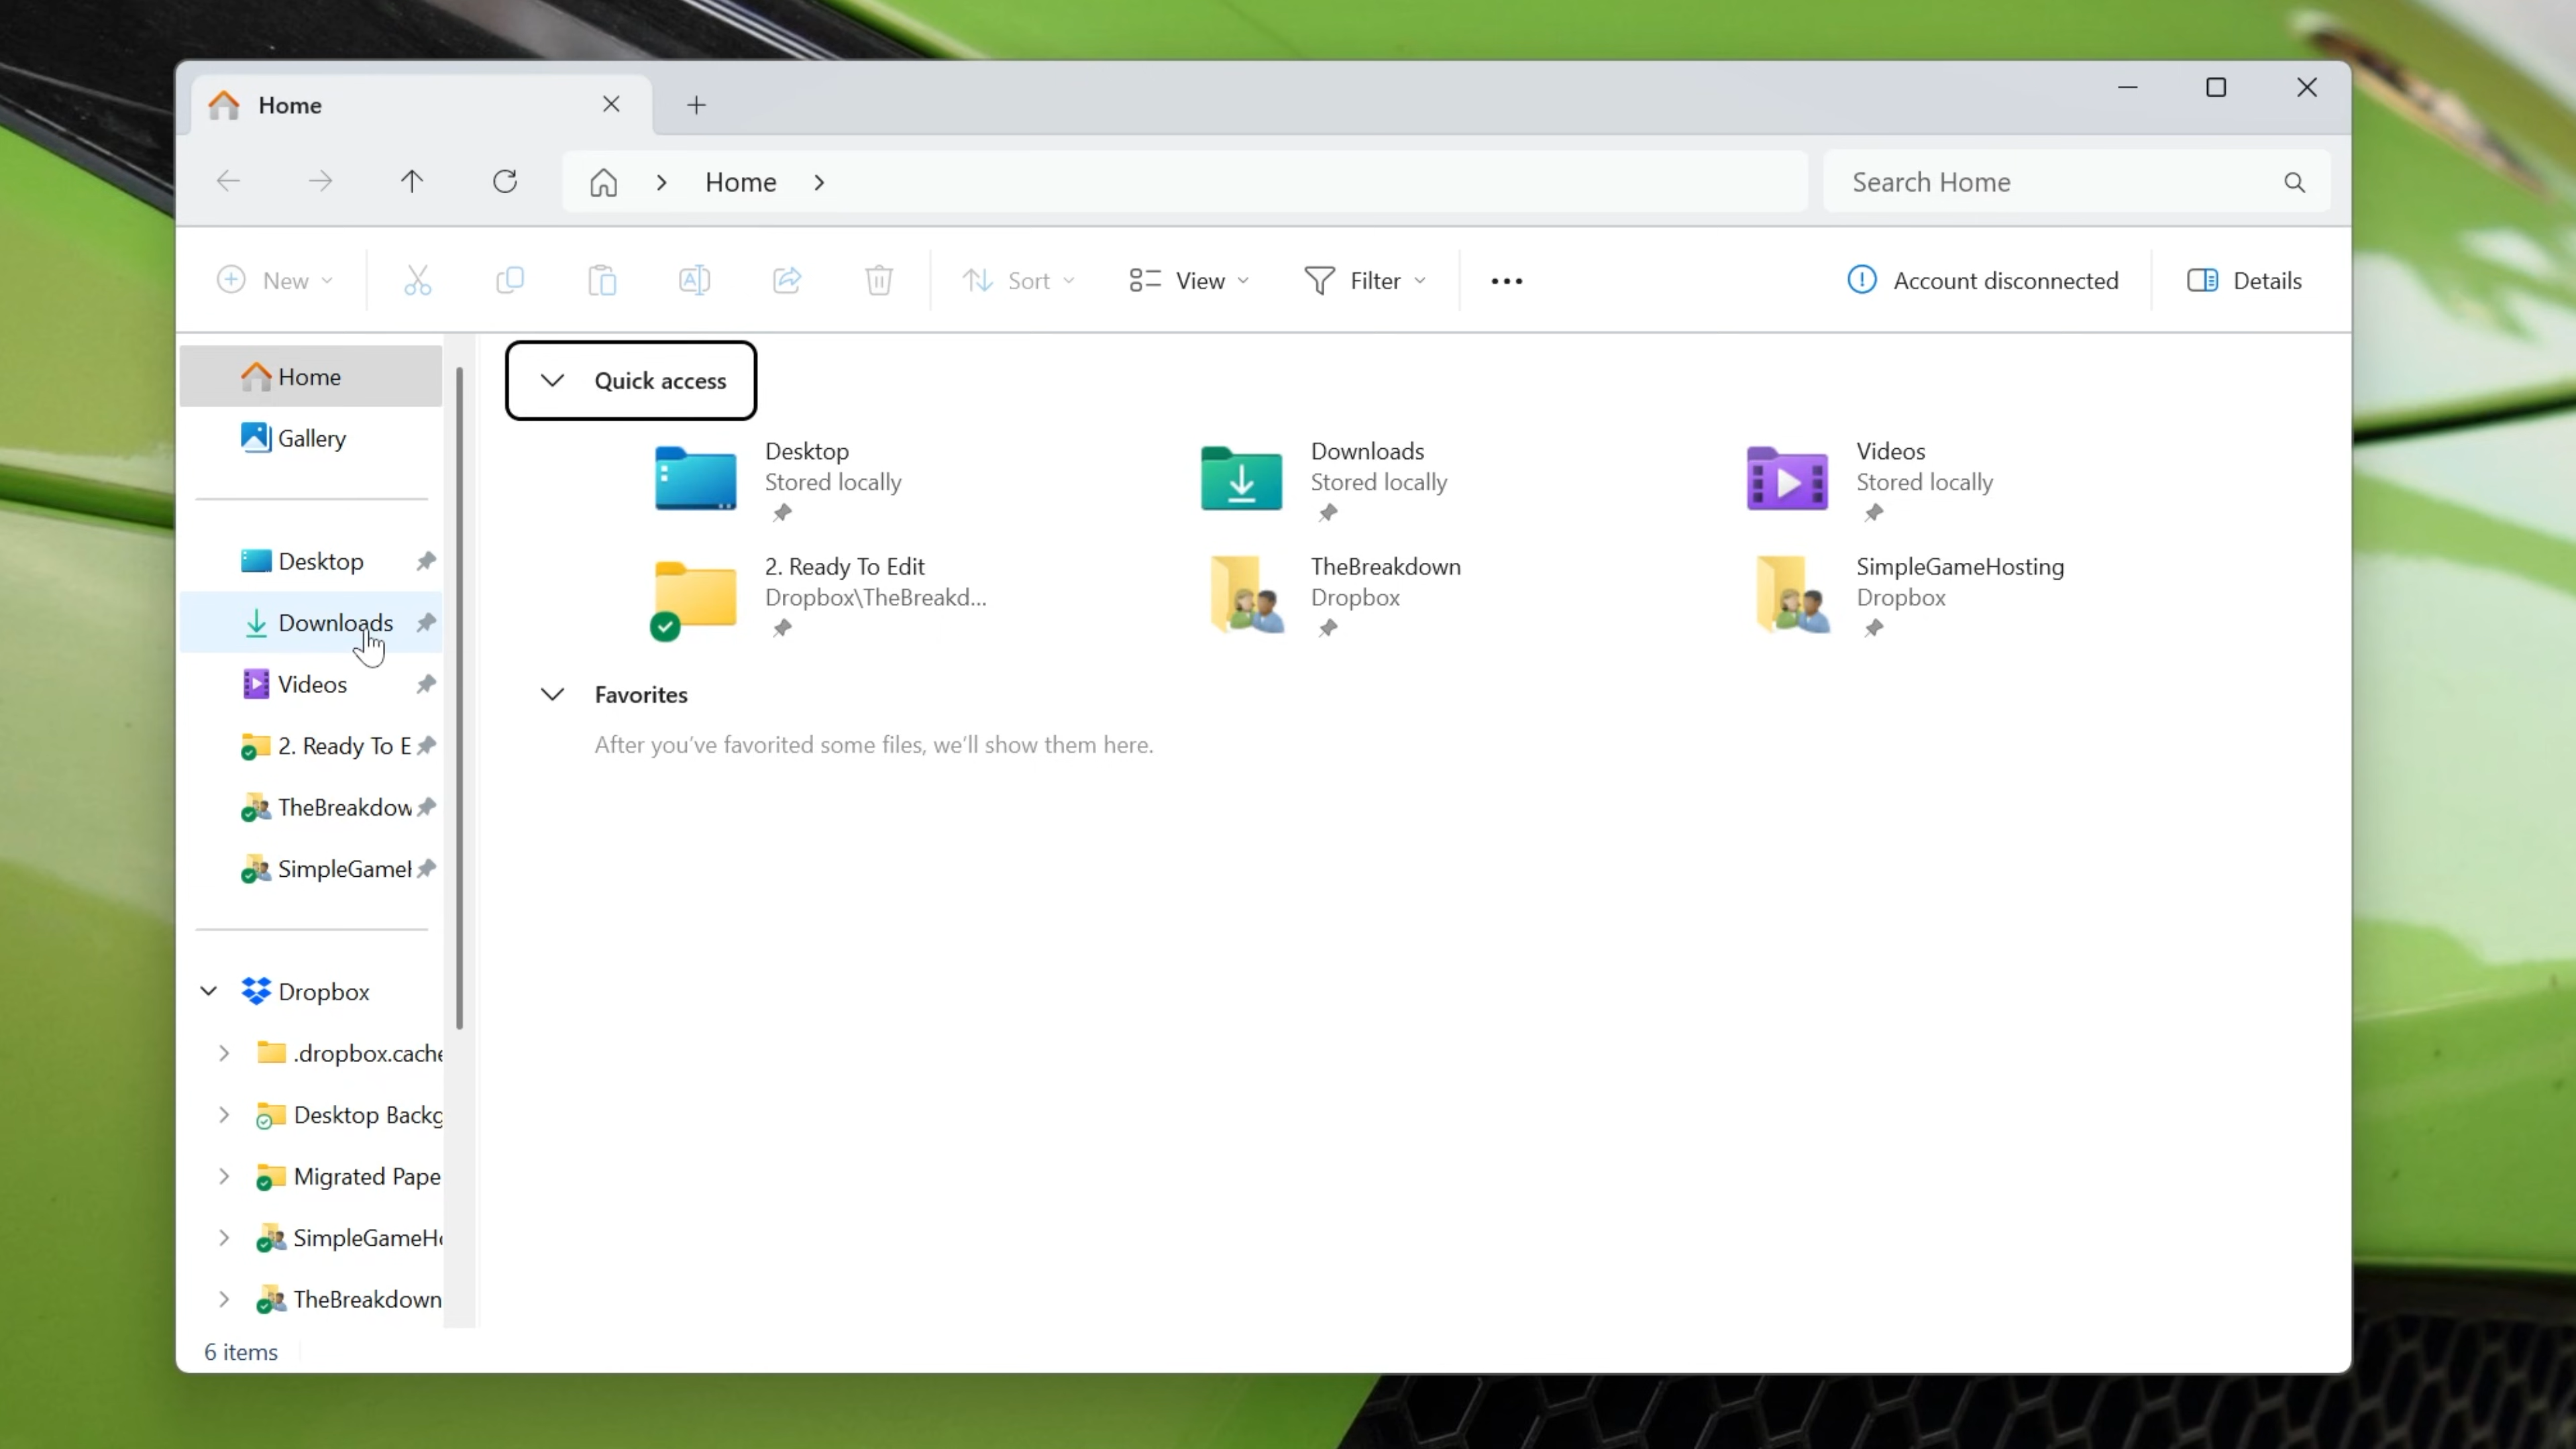 Home
Home
Search Home
New
Sort
View
Filter
Account disconnected
Details
Home
Gallery
Desktop
Downloads
Videos
2. Ready To E
TheBreakdow
SimpleGameH
Dropbox
.dropbox.cache
Desktop Backg
Migrated Pape
SimpleGameHo
TheBreakdown
Quick access
Desktop
Stored locally
Downloads
Stored locally
Videos
Stored locally
2. Ready To Edit
Dropbox\TheBreakd...
TheBreakdown
Dropbox
SimpleGameHosting
Dropbox
Favorites
After you've favorited some files, we'll show them here.
6 items